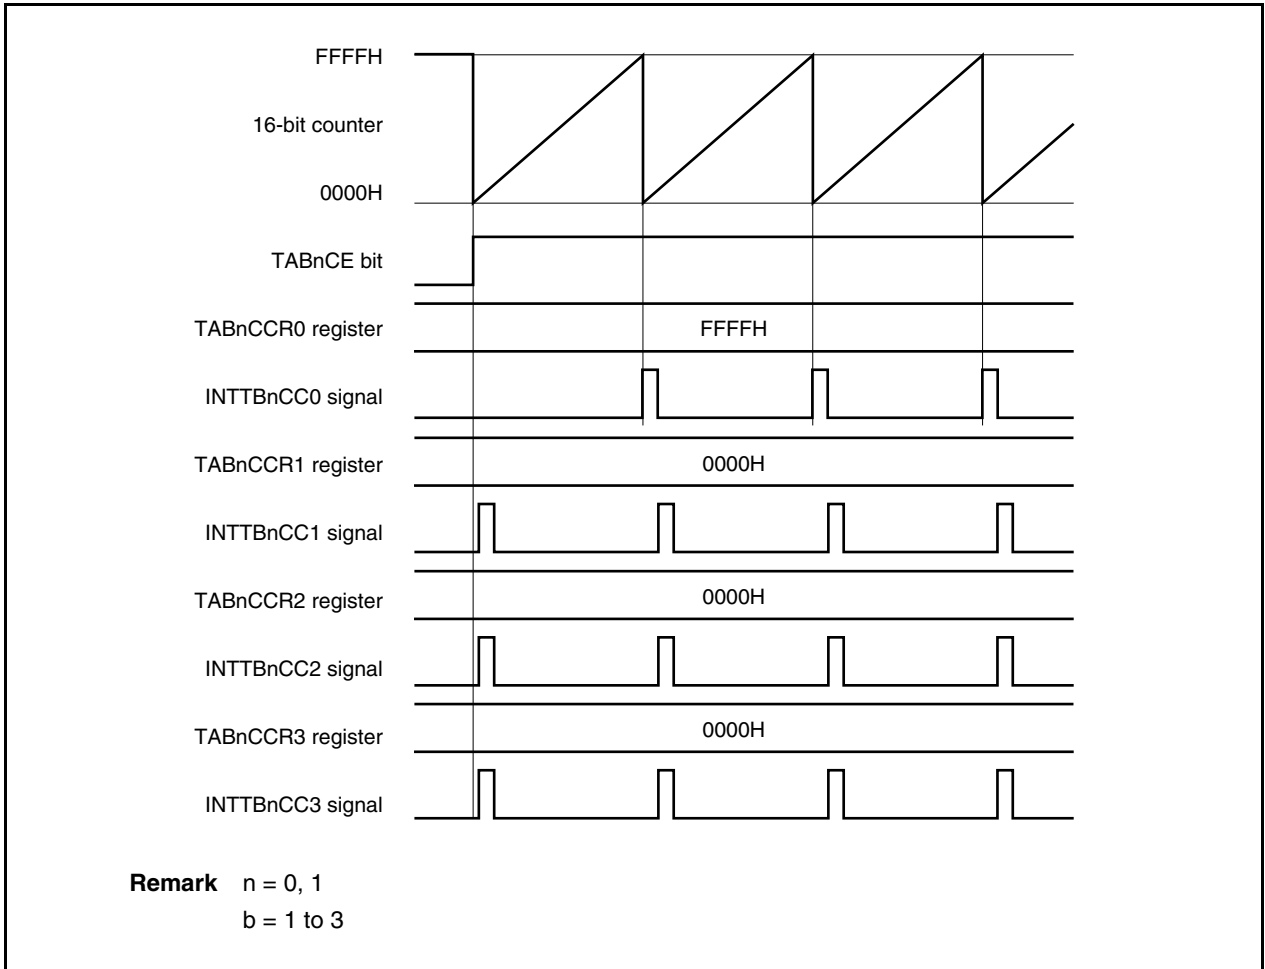 FFFFH
16-bit counter
0000H
TABnCE bit
TABnCCR0 register
FFFFH
INTTBnCC0 signal
TABnCCR1 register
0000H
INTTBnCC1 signal
TABnCCR2 register
0000H
INTTBnCC2 signal
TABnCCR3 register
0000H
INTTBnCC3 signal
Remark n = 0, 1
b = 1 to 3